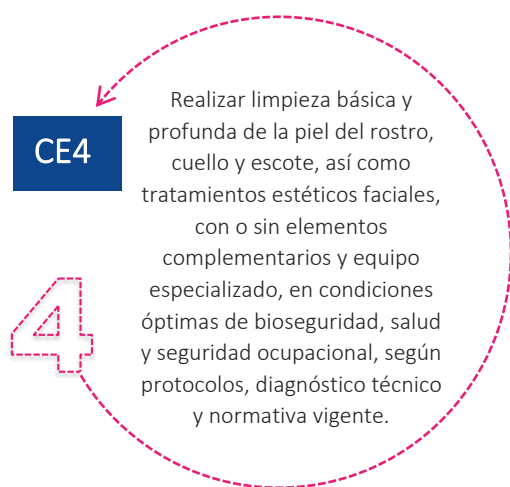 CE4
4
Realizar limpieza básica y
profunda de la piel del rostro,
cuello y escote, así como
tratamientos estéticos faciales,
con o sin elementos
complementarios y equipo
especializado, en condiciones
óptimas de bioseguridad, salud
y seguridad ocupacional, según
protocolos, diagnóstico técnico
y normativa vigente.